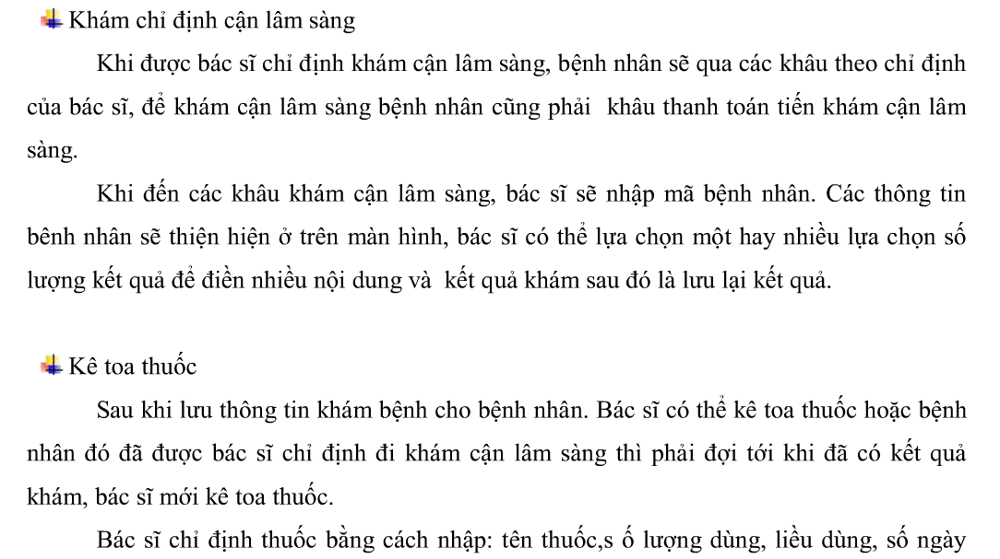 Khám chỉ định cận lâm sàng
Khi được bác sĩ chỉ định khám cận lâm sàng, bệnh nhân sẽ qua các khâu theo chỉ định
của bác sĩ, để khám cận lâm sàng bệnh nhân cũng phải  khâu thanh toán tiến khám cận lâm
sàng.
Khi đến các khâu khám cận lâm sàng, bác sĩ sẽ nhập mã bệnh nhân. Các thông tin
bênh nhân sẽ thiện hiện ở trên màn hình, bác sĩ có thể lựa chọn một hay nhiều lựa chọn số
lượng kết quả để điền nhiều nội dung và  kết quả khám sau đó là lưu lại kết quả.
Kê toa thuốc
Sau khi lưu thông tin khám bệnh cho bệnh nhân. Bác sĩ có thể kê toa thuốc hoặc bệnh
nhân đó đã được bác sĩ chỉ định đi khám cận lâm sàng thì phải đợi tới khi đã có kết quả
khám, bác sĩ mới kê toa thuốc.
Bác sĩ chỉ định thuốc bằng cách nhập: tên thuốc,s ố lượng dùng, liều dùng, số ngày